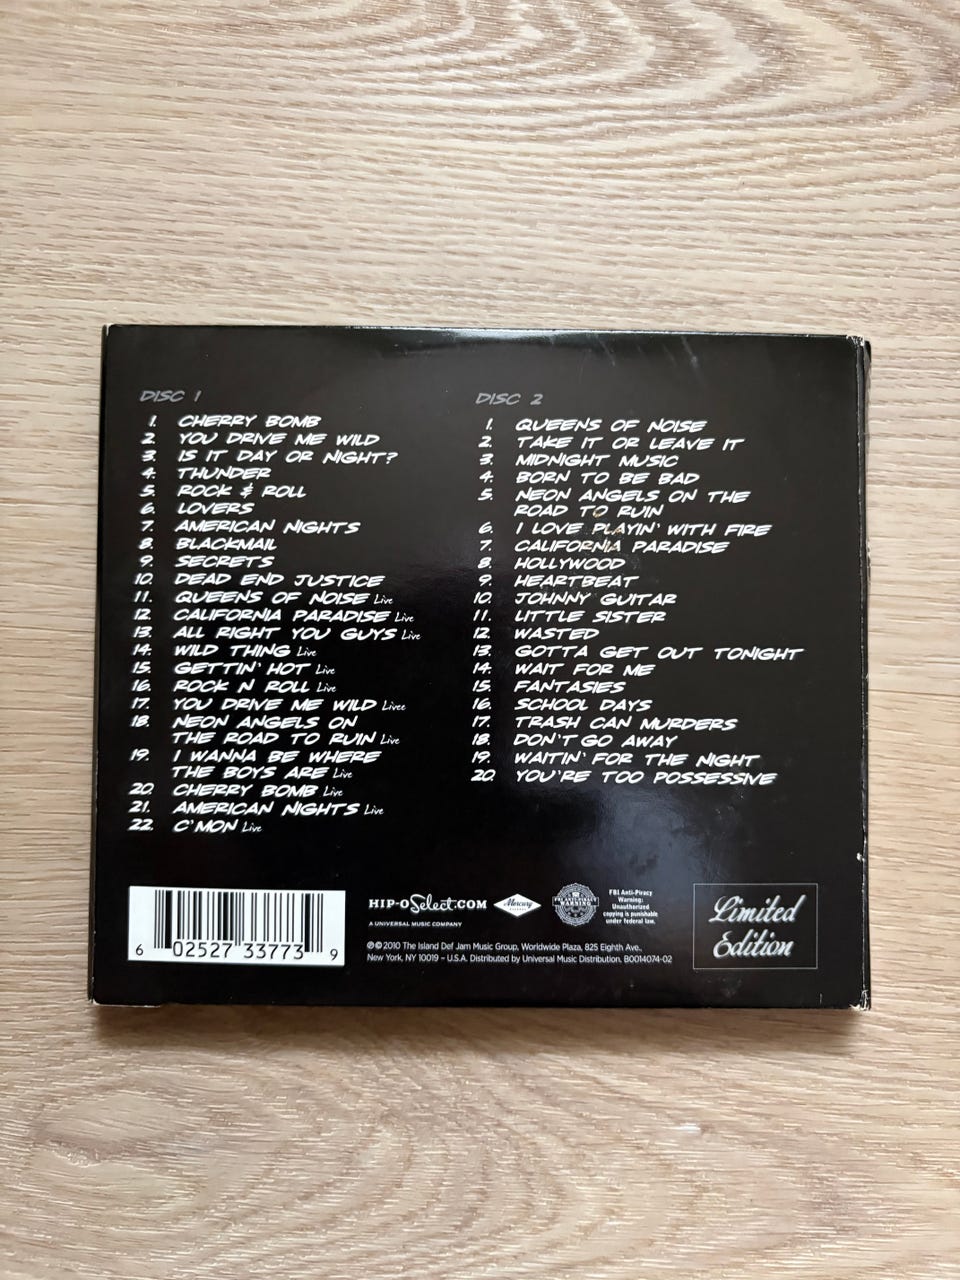 DISC 1
1. CHERRY BOMB
2. YOU DRIVE ME WILD
3. IS IT DAY OR NIGHT?
4. THUNDER
5. ROCK & ROLL
6. LOVERS
7. AMERICAN NIGHTS
8. BLACKMAIL
9. SECRETS
10. DEAD END JUSTICE
11. QUEENS OF NOISE Live
12. CALIFORNIA PARADISE Live
13. ALL RIGHT YOU GUYS Live
14. WILD THING Live
15. GETTIN' HOT Live
16. ROCK N ROLL Live
17. YOU DRIVE ME WILD Livee
18. NEON ANGELS ON
THE ROAD TO RUIN Live
19. I WANNA BE WHERE
THE BOYS ARE Live
20. CHERRY BOMB Live
21. AMERICAN NIGHTS Live
22. C'MON Live
DISC 2
1. QUEENS OF NOISE
2. TAKE IT OR LEAVE IT
3. MIDNIGHT MUSIC
4. BORN TO BE BAD
5. NEON ANGELS ON THE
ROAD TO RUIN
6. I LOVE PLAYIN' WITH FIRE
7. CALIFORNIA PARADISE
8. HOLLYWOOD
9. HEARTBEAT
10. JOHNNY GUITAR
11. LITTLE SISTER
12. WASTED
13. GOTTA GET OUT TONIGHT
14. WAIT FOR ME
15. FANTASIES
16. SCHOOL DAYS
17. TRASH CAN MURDERS
18. DON'T GO AWAY
19. WAITIN' FOR THE NIGHT
20. YOU'RE TOO POSSESSIVE
6 02527 33773 9
HIP-O Select.COM
A UNIVERSAL MUSIC COMPANY
Mercury
FBI ANTI-PIRACY
WARNING
FBI Anti-Piracy
Warning:
Unauthorized
copying is punishable
under federal law.
℗© 2010 The Island Def Jam Music Group, Worldwide Plaza, 825 Eighth Ave.,
New York, NY 10019 – U.S.A. Distributed by Universal Music Distribution. B0014074-02
Limited
Edition